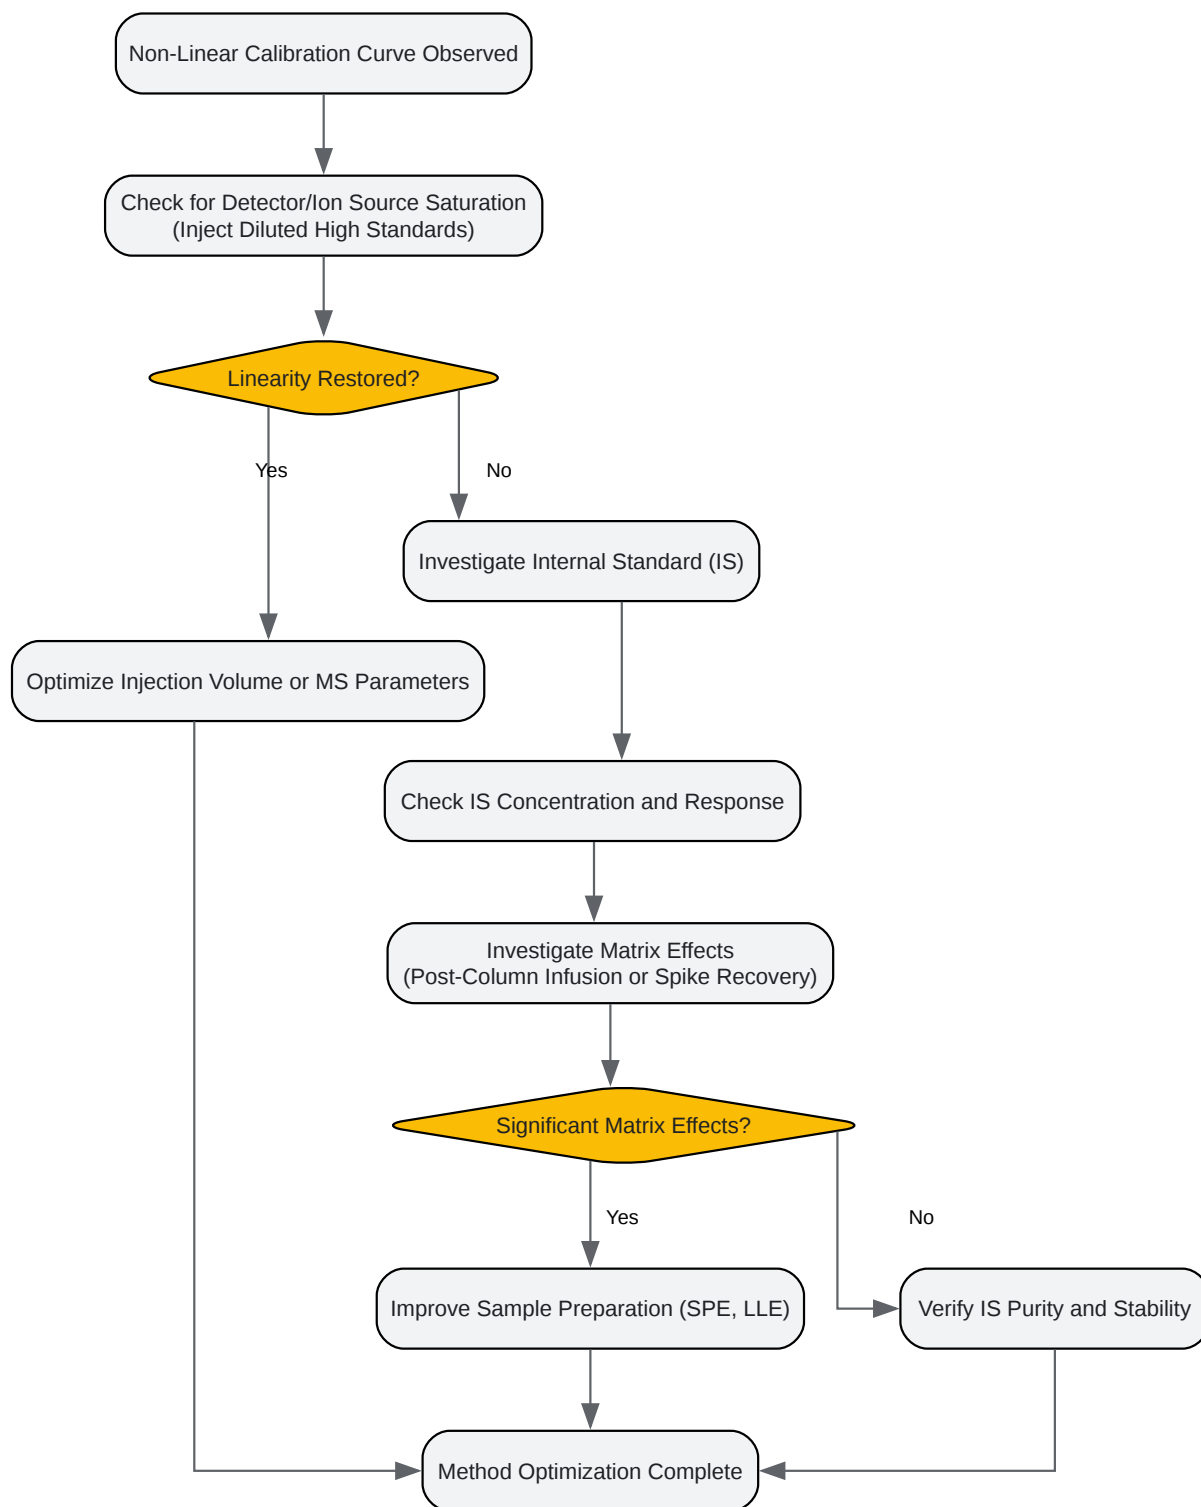 Non-Linear Calibration Curve Observed
Check for Detector/Ion Source Saturation
(Inject Diluted High Standards)
Linearity Restored?
Yes
No
Investigate Internal Standard (IS)
Optimize Injection Volume or MS Parameters
Check IS Concentration and Response
Investigate Matrix Effects
(Post-Column Infusion or Spike Recovery)
Significant Matrix Effects?
Yes
No
Improve Sample Preparation (SPE, LLE)
Verify IS Purity and Stability
Method Optimization Complete